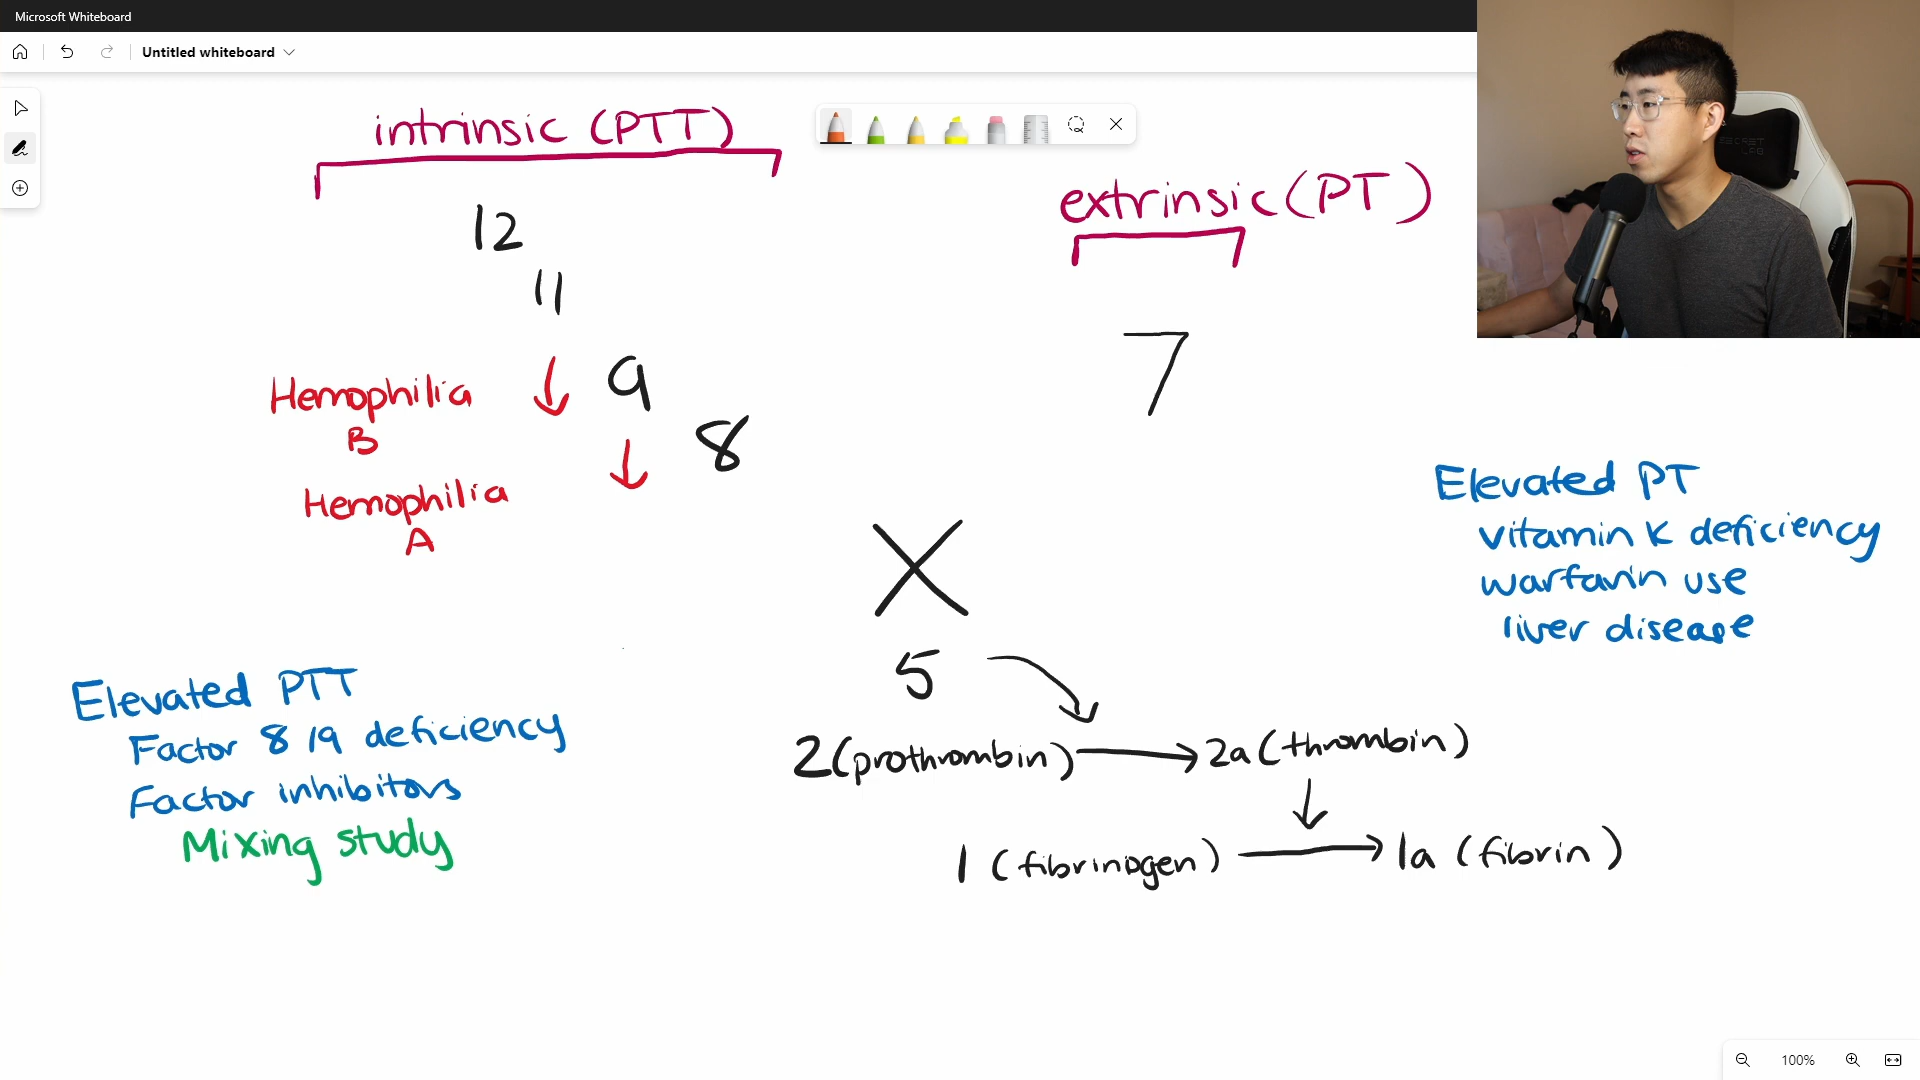 Microsoft Whiteboard
Untitled whiteboard
intrinsic (PTT)
12
11
9
8
Hemophilia
B
Hemophilia
A
extrinsic (PT)
7
X
5
2 (prothrombin) → 2a (thrombin)
1 (fibrinogen) → 1a (fibrin)
Elevated PT
vitamin K deficiency
warfarin use
liver disease
Elevated PTT
Factor 8/9 deficiency
Factor inhibitors
Mixing study
SECRET
LAB
100%